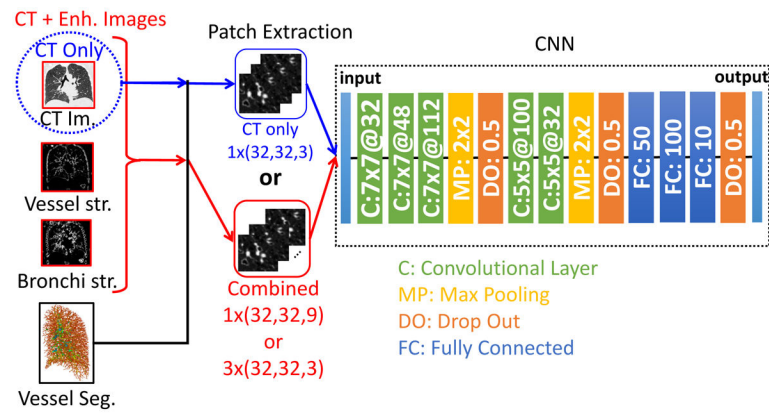 CT + Enh. Images
CT Only
CT Im.
Vessel str.
Bronchi str.
Vessel Seg.
Patch Extraction
CT only
1x(32,32,3)
or
Combined
1x(32,32,9)
or
3x(32,32,3)
CNN
input
output
C:7x7@32
C:7x7@48
C:7x7@112
MP: 2x2
DO: 0.5
C:5x5@100
C:5x5@32
MP: 2x2
DO: 0.5
FC: 50
FC: 100
FC: 10
DO: 0.5
C: Convolutional Layer
MP: Max Pooling
DO: Drop Out
FC: Fully Connected